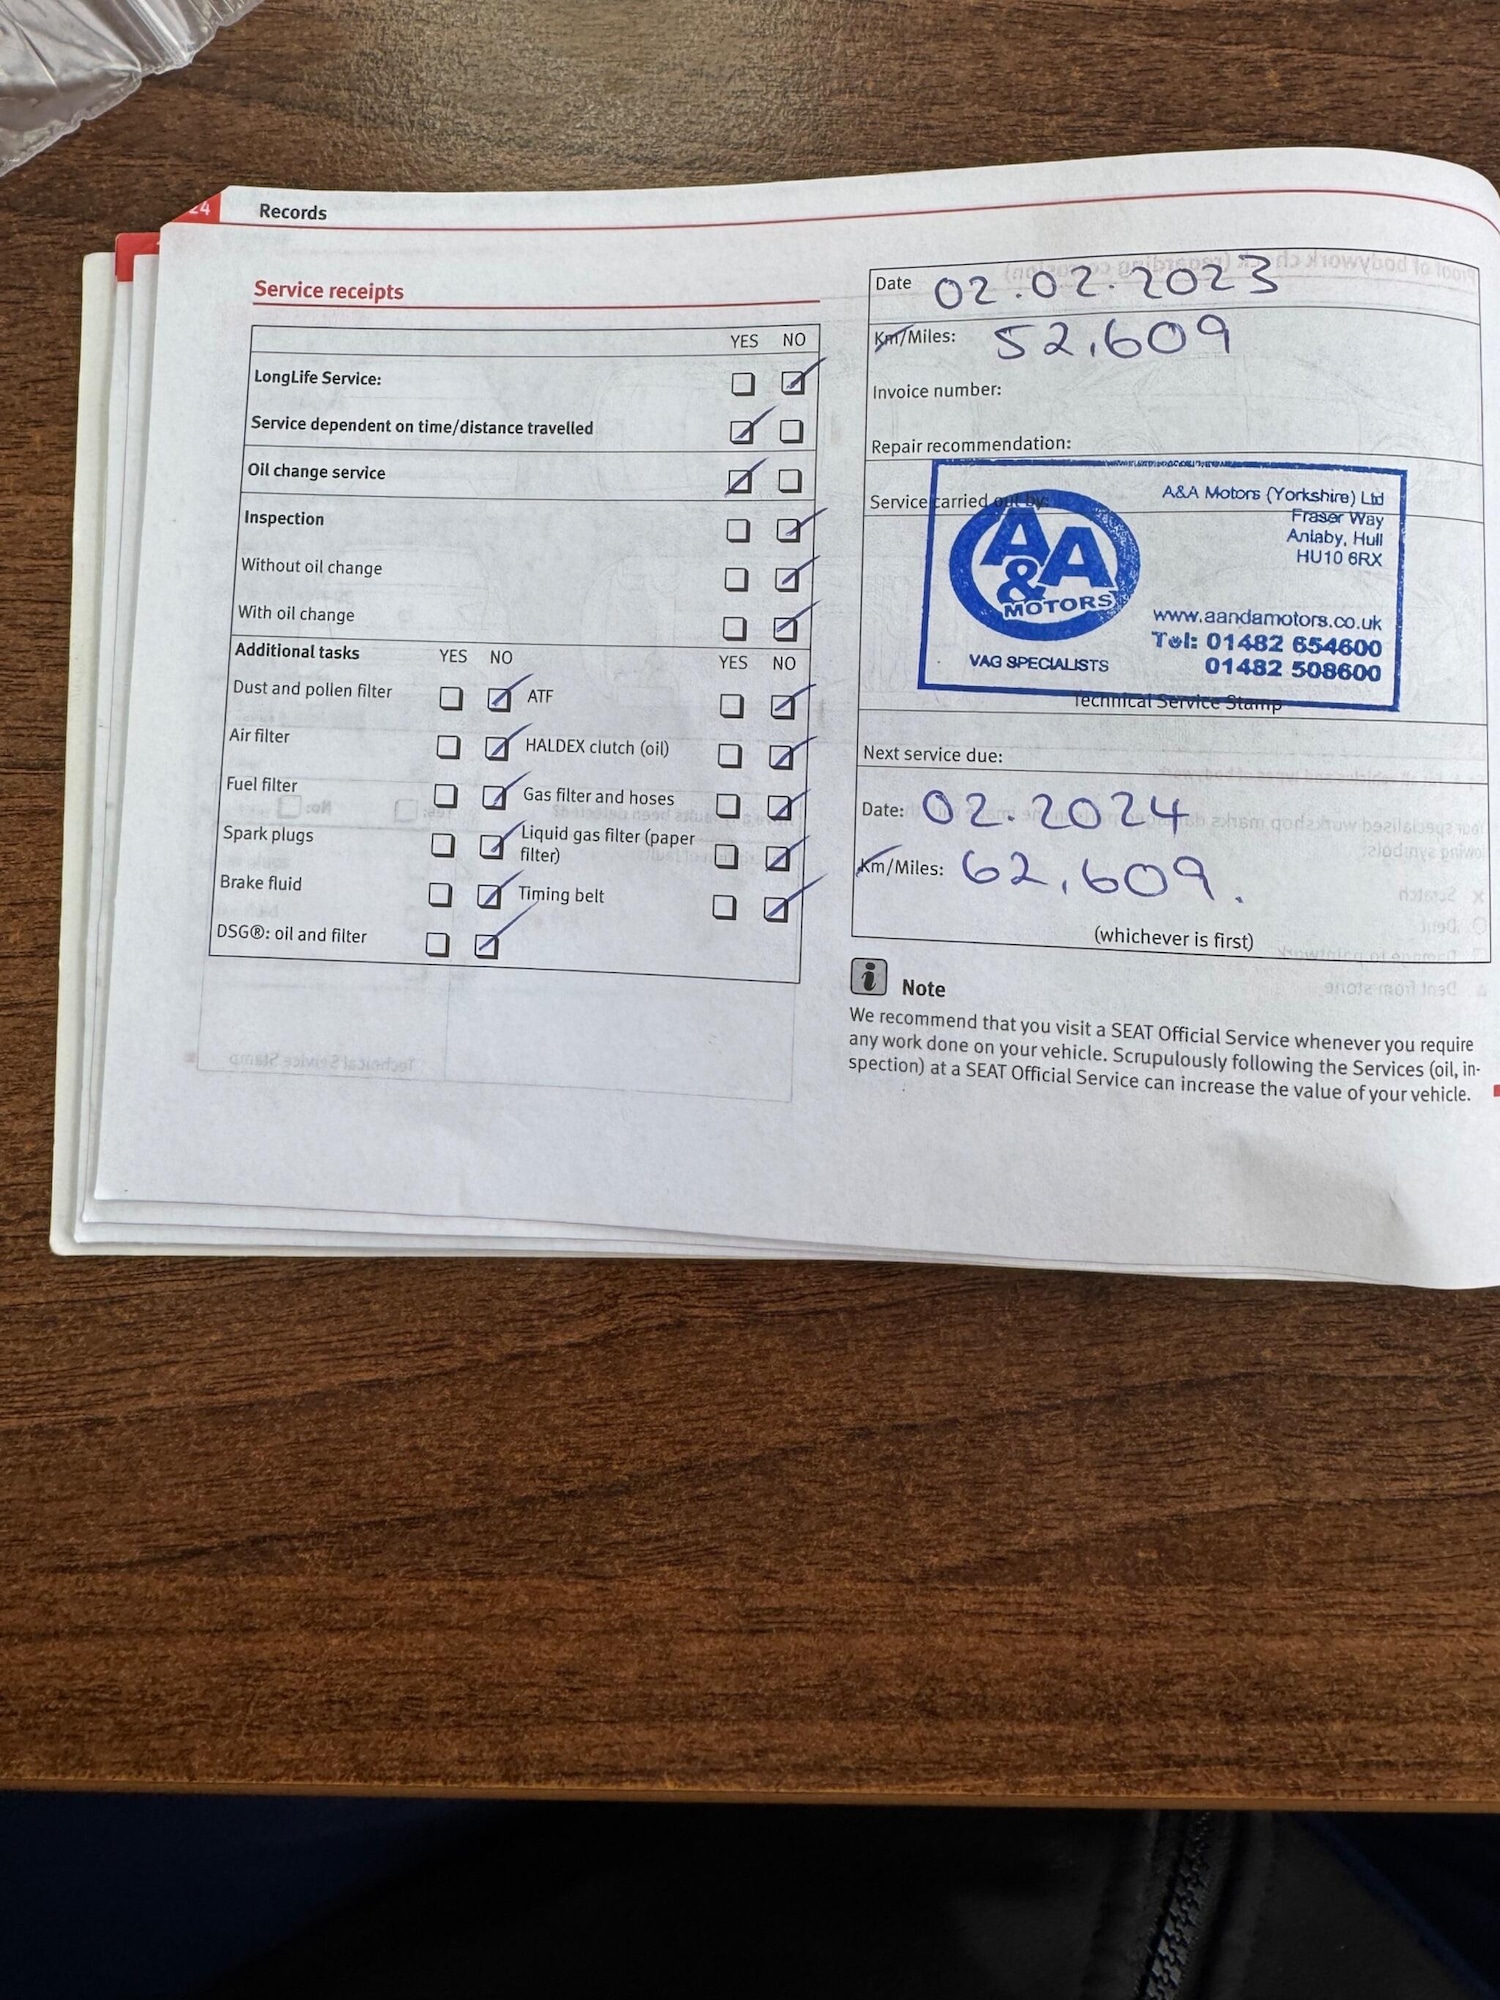 24 Records
Service receipts
YES NO
LongLife Service:
Service dependent on time/distance travelled
Oil change service
Inspection
Without oil change
With oil change
Additional tasks YES NO YES NO
Dust and pollen filter ATF
Air filter HALDEX clutch (oil)
Fuel filter Gas filter and hoses
Spark plugs Liquid gas filter (paper
filter)
Brake fluid Timing belt
DSG®: oil and filter
Date 02.02.2023
Km/Miles: 52,609
Invoice number:
Repair recommendation:
Service carried out by:
A&A
MOTORS
VAG SPECIALISTS
A&A Motors (Yorkshire) Ltd
Fraser Way
Anlaby, Hull
HU10 6RX
www.aandamotors.co.uk
Tel: 01482 654600
01482 508600
Technical Service Stamp
Next service due:
Date: 02.2024
Km/Miles: 62,609.
(whichever is first)
i Note
We recommend that you visit a SEAT Official Service whenever you require
any work done on your vehicle. Scrupulously following the Services (oil, in-
spection) at a SEAT Official Service can increase the value of your vehicle.